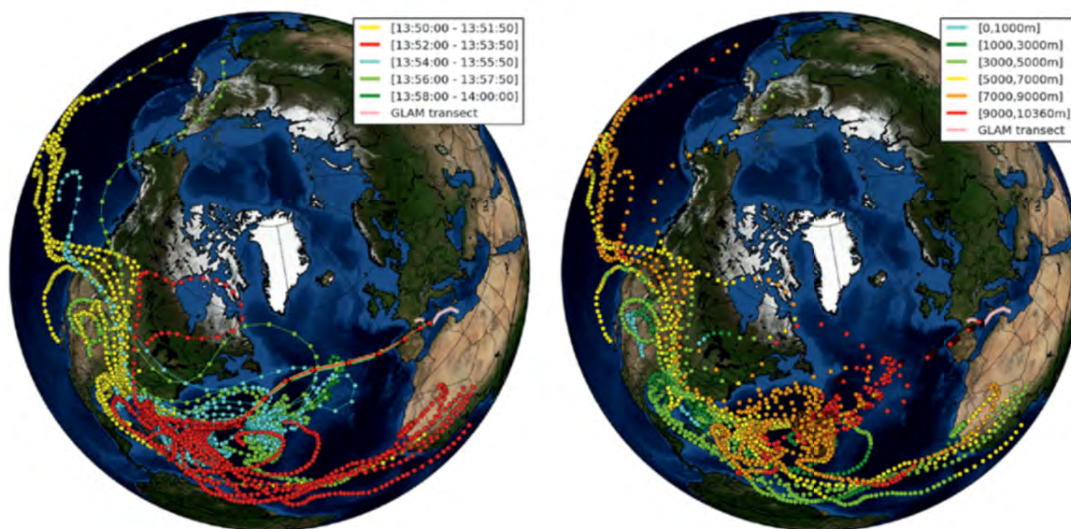 [13:50:00 - 13:51:50]
[13:52:00 - 13:53:50]
[13:54:00 - 13:55:50]
[13:56:00 - 13:57:50]
[13:58:00 - 14:00:00]
GLAM transect
[0,1000m]
[1000,3000m]
[3000,5000m]
[5000,7000m]
[7000,9000m]
[9000,10360m]
GLAM transect